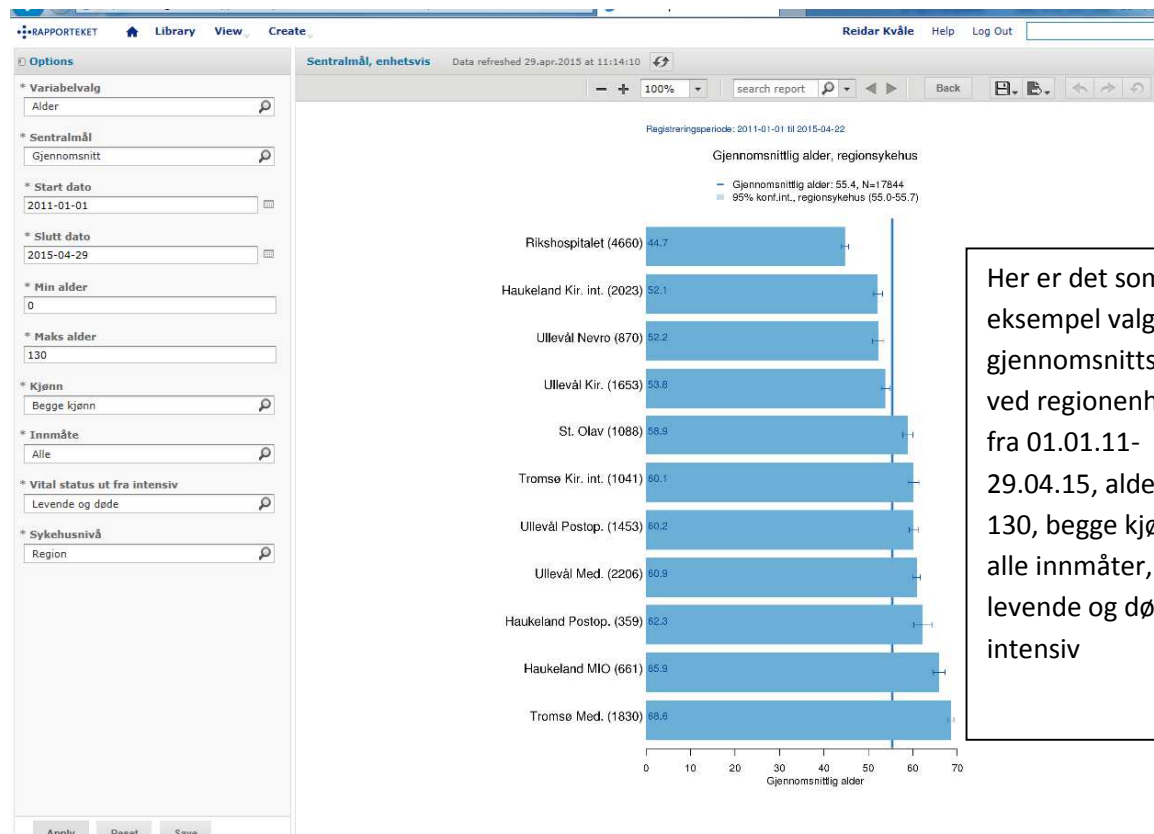 RAPPORTEKET Library View Create Reidar Kvåle Help Log Out
Options
* Variabelvalg
Alder
* Sentralmål
Gjennomsnitt
* Start dato
2011-01-01
* Slutt dato
2015-04-29
* Min alder
0
* Maks alder
130
* Kjønn
Begge kjønn
* Innmåte
Alle
* Vital status ut fra intensiv
Levende og døde
* Sykehusnivå
Region
Apply Reset Save
Sentralmål, enhetsvis Data refreshed 29.apr.2015 at 11:14:10
100% search report Back
Registreringsperiode: 2011-01-01 til 2015-04-22
Gjennomsnittlig alder, regionsykehus
Gjennomsnittlig alder: 55.4, N=17844
95% konf.int., regionsykehus (55.0-55.7)
Rikshospitalet (4660) 44.7
Haukeland Kir. int. (2023) 52.1
Ullevål Nevro (870) 52.2
Ullevål Kir. (1653) 53.8
St. Olav (1088) 58.9
Tromsø Kir. int. (1041) 60.1
Ullevål Postop. (1453) 60.2
Ullevål Med. (2206) 60.9
Haukeland Postop. (359) 62.3
Haukeland MIO (661) 65.9
Tromsø Med. (1830) 68.6
0 10 20 30 40 50 60 70
Gjennomsnittlig alder
Her er det som
eksempel valg
gjennomsnitts
ved regionenh
fra 01.01.11-
29.04.15, alde
130, begge kjø
alle innmåter,
levende og dø
intensiv